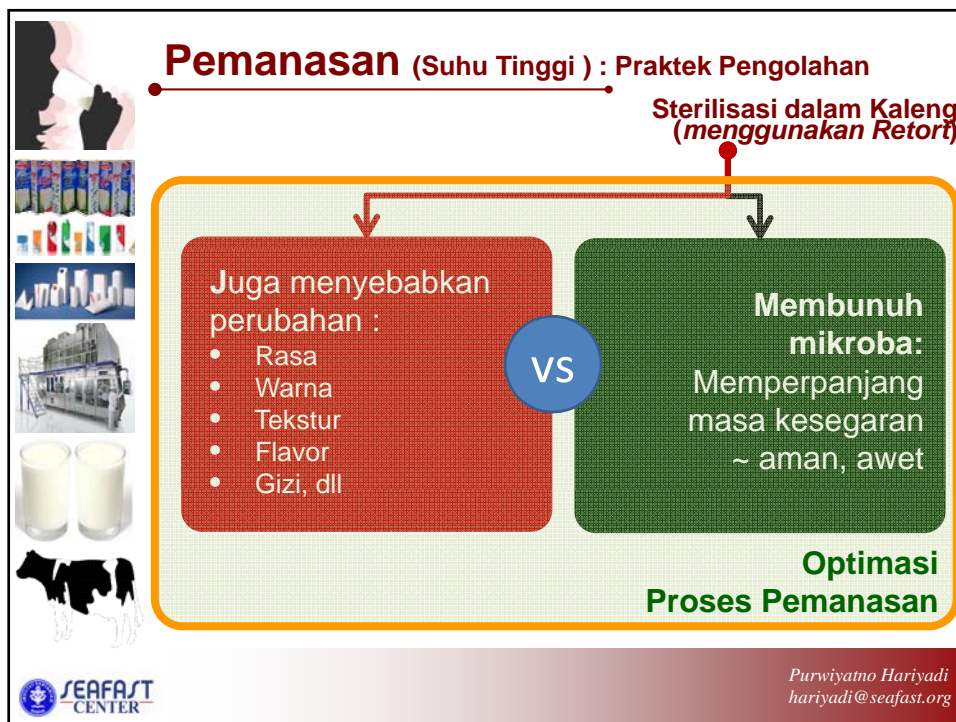 Pemanasan (Suhu Tinggi ) : Praktek Pengolahan
Sterilisasi dalam Kaleng
(menggunakan Retort)
Juga menyebabkan
perubahan :
• Rasa
• Warna
• Tekstur
• Flavor
• Gizi, dll
vs
Membunuh
mikroba:
Memperpanjang
masa kesegaran
~ aman, awet
Optimasi
Proses Pemanasan
SEAFAST
CENTER
Purwiyatno Hariyadi
hariyadi@seafast.org